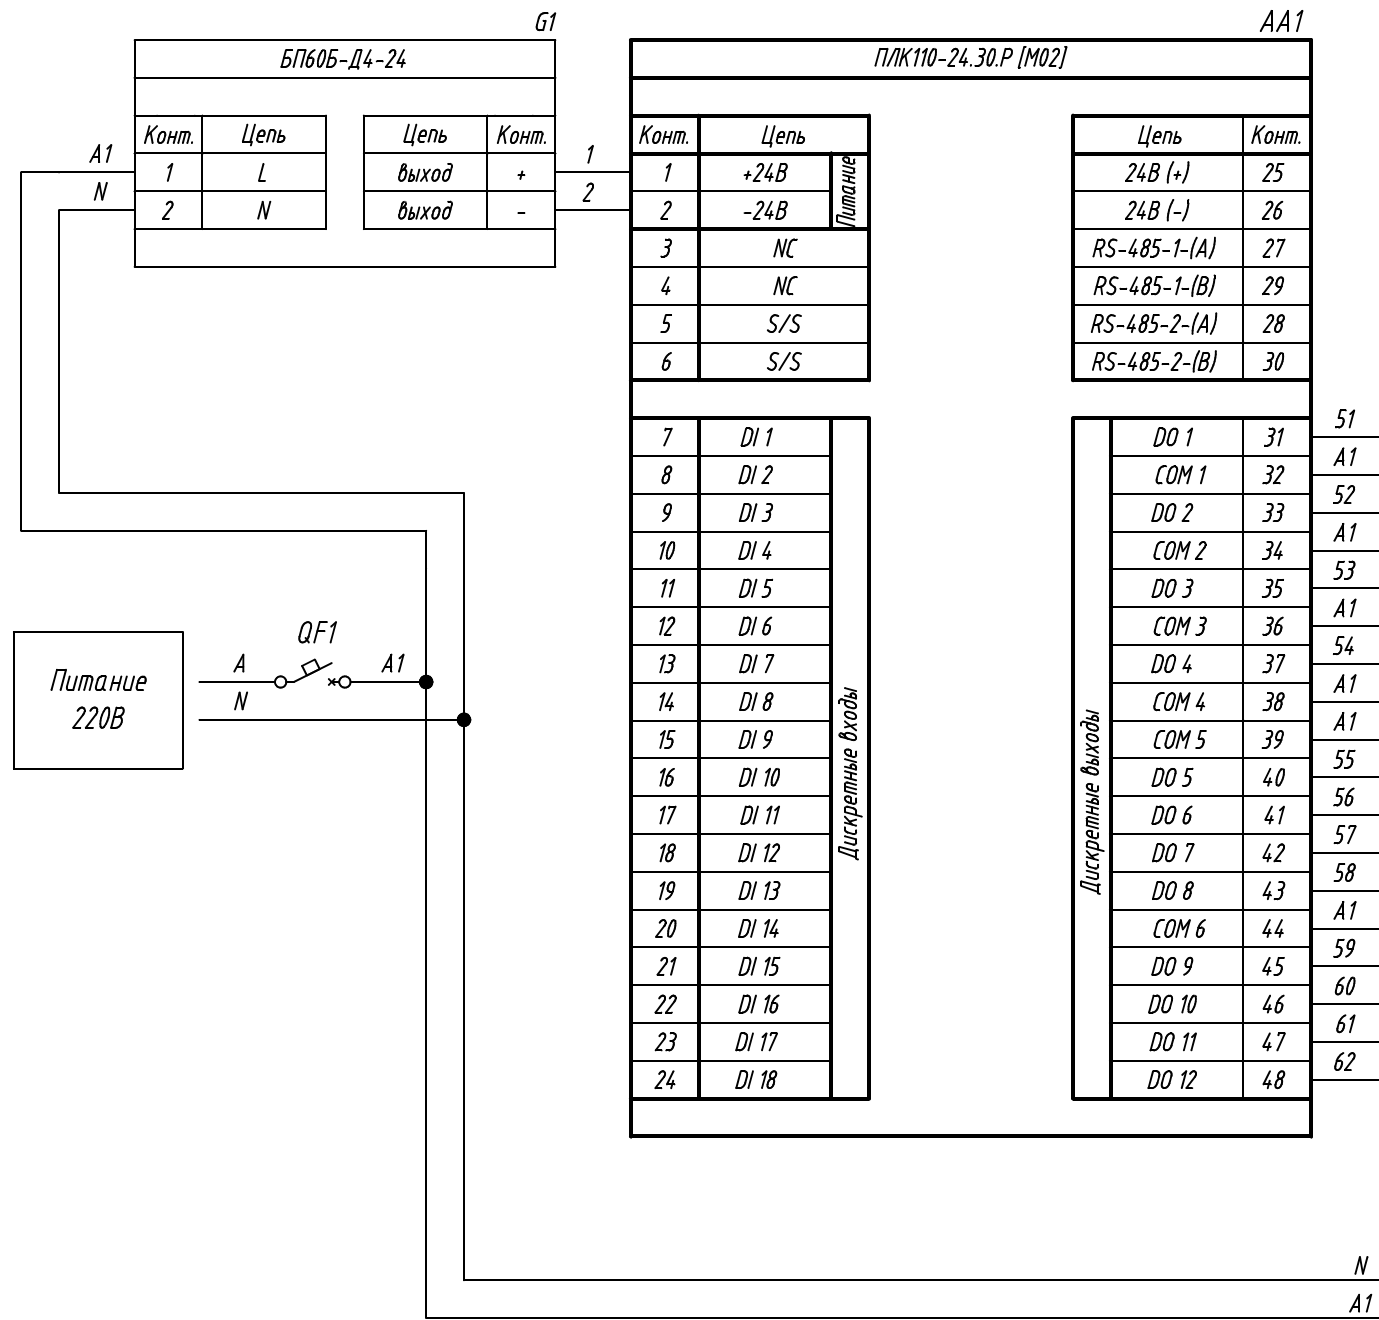 G1
БП60Б-Д4-24
Конт. Цепь Цепь Конт.
A1 1 L выход + 1
N 2 N выход - 2
AA1
ПЛК110-24.30.Р [М02]
Конт. Цепь
1 +24В
2 -24В
Питание
3 NC
4 NC
5 S/S
6 S/S
Цепь Конт.
24В (+) 25
24В (-) 26
RS-485-1-(A) 27
RS-485-1-(B) 29
RS-485-2-(A) 28
RS-485-2-(B) 30
7 DI 1
8 DI 2
9 DI 3
10 DI 4
11 DI 5
12 DI 6
13 DI 7
14 DI 8
15 DI 9
16 DI 10
17 DI 11
18 DI 12
19 DI 13
20 DI 14
21 DI 15
22 DI 16
23 DI 17
24 DI 18
Дискретные входы
Дискретные выходы
DO 1 31 51
COM 1 32 A1
DO 2 33 52
COM 2 34 A1
DO 3 35 53
COM 3 36 A1
DO 4 37 54
COM 4 38 A1
COM 5 39 A1
DO 5 40 55
DO 6 41 56
DO 7 42 57
DO 8 43 58
COM 6 44 A1
DO 9 45 59
DO 10 46 60
DO 11 47 61
DO 12 48 62
Питание
220В
QF1
A A1
N
N
A1